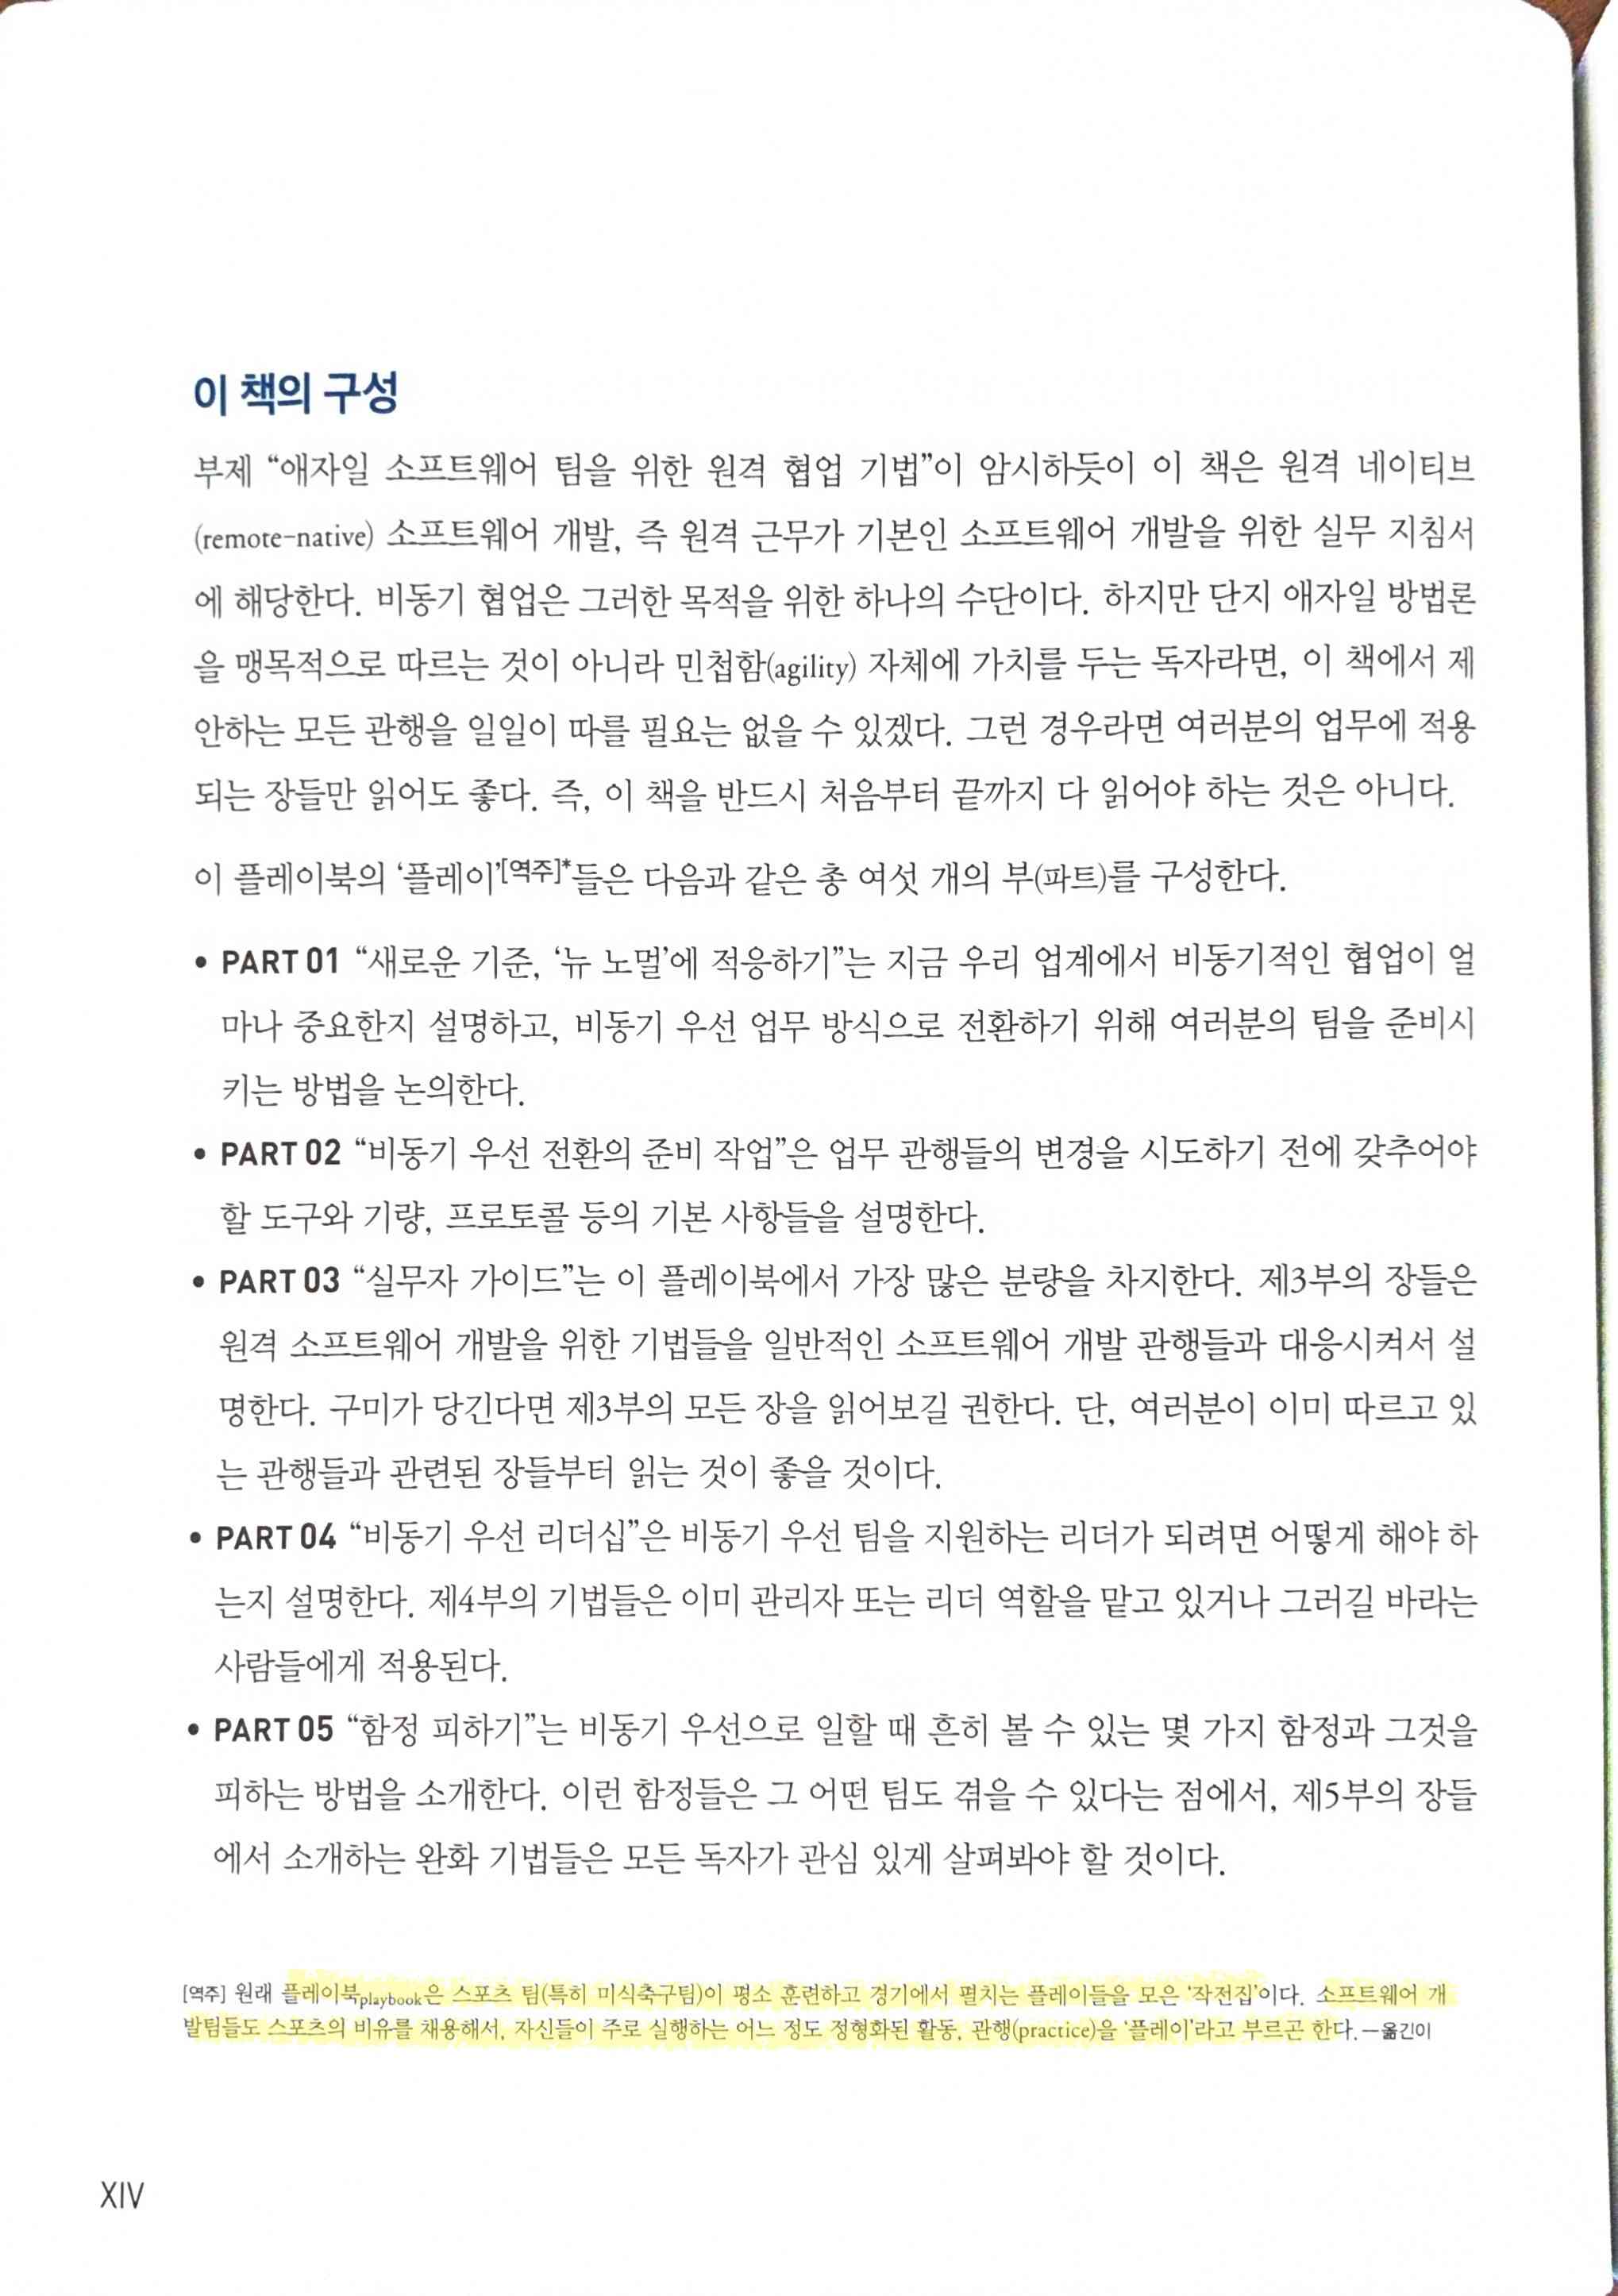 이 책의 구성
부제 “애자일 소프트웨어 팀을 위한 원격 협업 기법”이 암시하듯이 이 책은 원격 네이티브
(remote-native) 소프트웨어 개발, 즉 원격 근무가 기본인 소프트웨어 개발을 위한 실무 지침서
에 해당한다. 비동기 협업은 그러한 목적을 위한 하나의 수단이다. 하지만 단지 애자일 방법론
을 맹목적으로 따르는 것이 아니라 민첩함(agility) 자체에 가치를 두는 독자라면, 이 책에서 제
안하는 모든 관행을 일일이 따를 필요는 없을 수 있겠다. 그런 경우라면 여러분의 업무에 적용
되는 장들만 읽어도 좋다. 즉, 이 책을 반드시 처음부터 끝까지 다 읽어야 하는 것은 아니다.
이 플레이북의 ‘플레이’[역주]*들은 다음과 같은 총 여섯 개의 부(파트)를 구성한다.
• PART 01 “새로운 기준, ‘뉴 노멀’에 적응하기”는 지금 우리 업계에서 비동기적인 협업이 얼
마나 중요한지 설명하고, 비동기 우선 업무 방식으로 전환하기 위해 여러분의 팀을 준비시
키는 방법을 논의한다.
• PART 02 “비동기 우선 전환의 준비 작업”은 업무 관행들의 변경을 시도하기 전에 갖추어야
할 도구와 기량, 프로토콜 등의 기본 사항들을 설명한다.
• PART 03 “실무자 가이드”는 이 플레이북에서 가장 많은 분량을 차지한다. 제3부의 장들은
원격 소프트웨어 개발을 위한 기법들을 일반적인 소프트웨어 개발 관행들과 대응시켜서 설
명한다. 구미가 당긴다면 제3부의 모든 장을 읽어보길 권한다. 단, 여러분이 이미 따르고 있
는 관행들과 관련된 장들부터 읽는 것이 좋을 것이다.
• PART 04 “비동기 우선 리더십”은 비동기 우선 팀을 지원하는 리더가 되려면 어떻게 해야 하
는지 설명한다. 제4부의 기법들은 이미 관리자 또는 리더 역할을 맡고 있거나 그러길 바라는
사람들에게 적용된다.
• PART 05 “함정 피하기”는 비동기 우선으로 일할 때 흔히 볼 수 있는 몇 가지 함정과 그것을
피하는 방법을 소개한다. 이런 함정들은 그 어떤 팀도 겪을 수 있다는 점에서, 제5부의 장들
에서 소개하는 완화 기법들은 모든 독자가 관심 있게 살펴봐야 할 것이다.
[역주] 원래 플레이북playbook은 스포츠 팀(특히 미식축구팀)이 평소 훈련하고 경기에서 펼치는 플레이들을 모은 ‘작전집’이다. 소프트웨어 개
발팀들도 스포츠의 비유를 채용해서, 자신들이 주로 실행하는 어느 정도 정형화된 활동, 관행(practice)을 ‘플레이’라고 부르곤 한다.—옮긴이
XIV